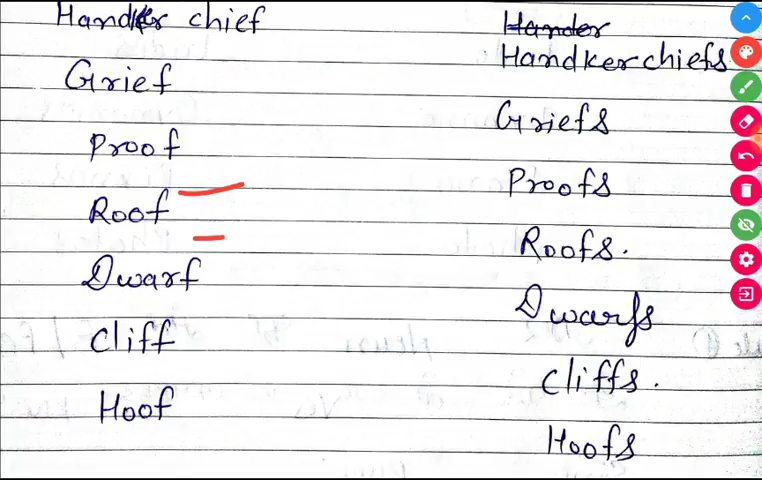 Handker chief
Hander
Handkerchiefs
Grief
Griefs
Proof
Proofs
Roof
Roofs.
Dwarf
Dwarfs
Cliff
Cliffs.
Hoof
Hoofs